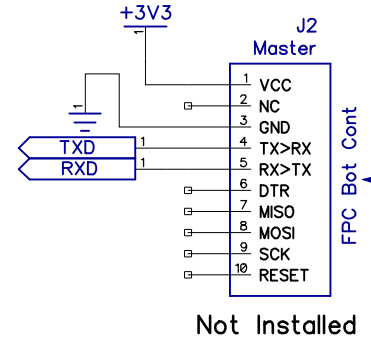 +3V3
1
J2
Master
1 VCC
2 NC
1
3 GND
TXD 1 4 TX>RX
RXD 1 5 RX>TX
6 DTR
7 MISO
8 MOSI
9 SCK
10 RESET
FPC Bot Cont
Not Installed